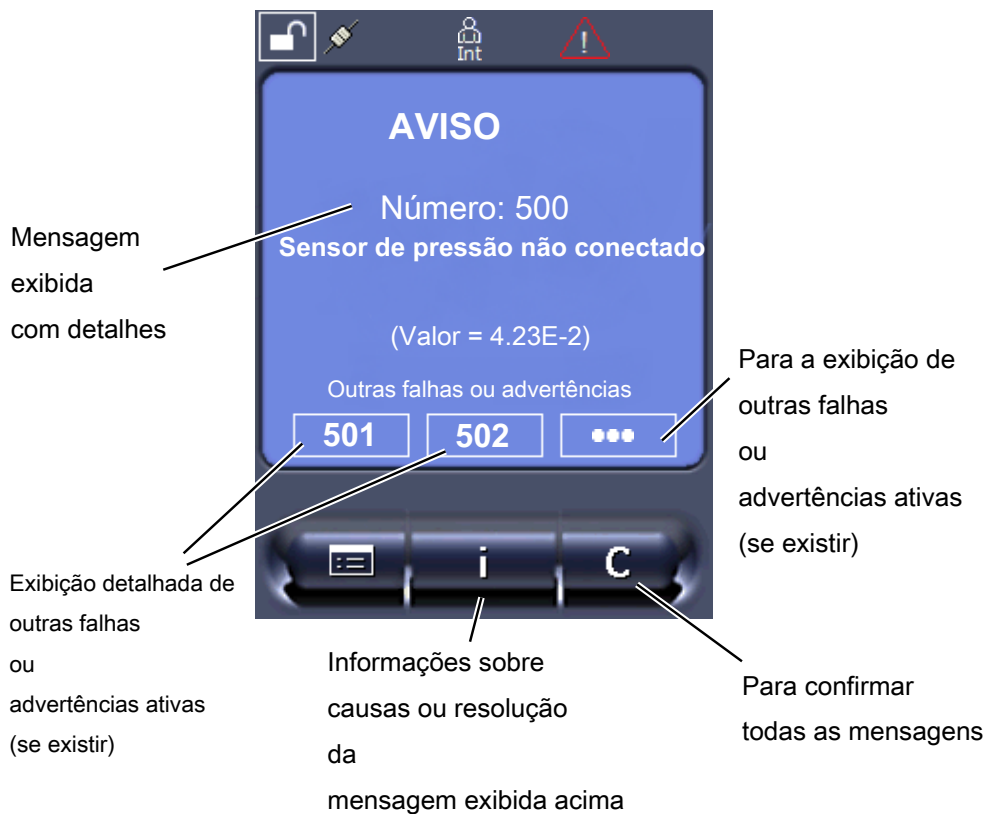 Int
AVISO
Número: 500
Sensor de pressão não conectado
(Valor = 4.23E-2)
Outras falhas ou advertências
501
502
•••
i
C
Mensagem
exibida
com detalhes
Para a exibição de
outras falhas
ou
advertências ativas
(se existir)
Exibição detalhada de
outras falhas
ou
advertências ativas
(se existir)
Informações sobre
causas ou resolução
da
mensagem exibida acima
Para confirmar
todas as mensagens